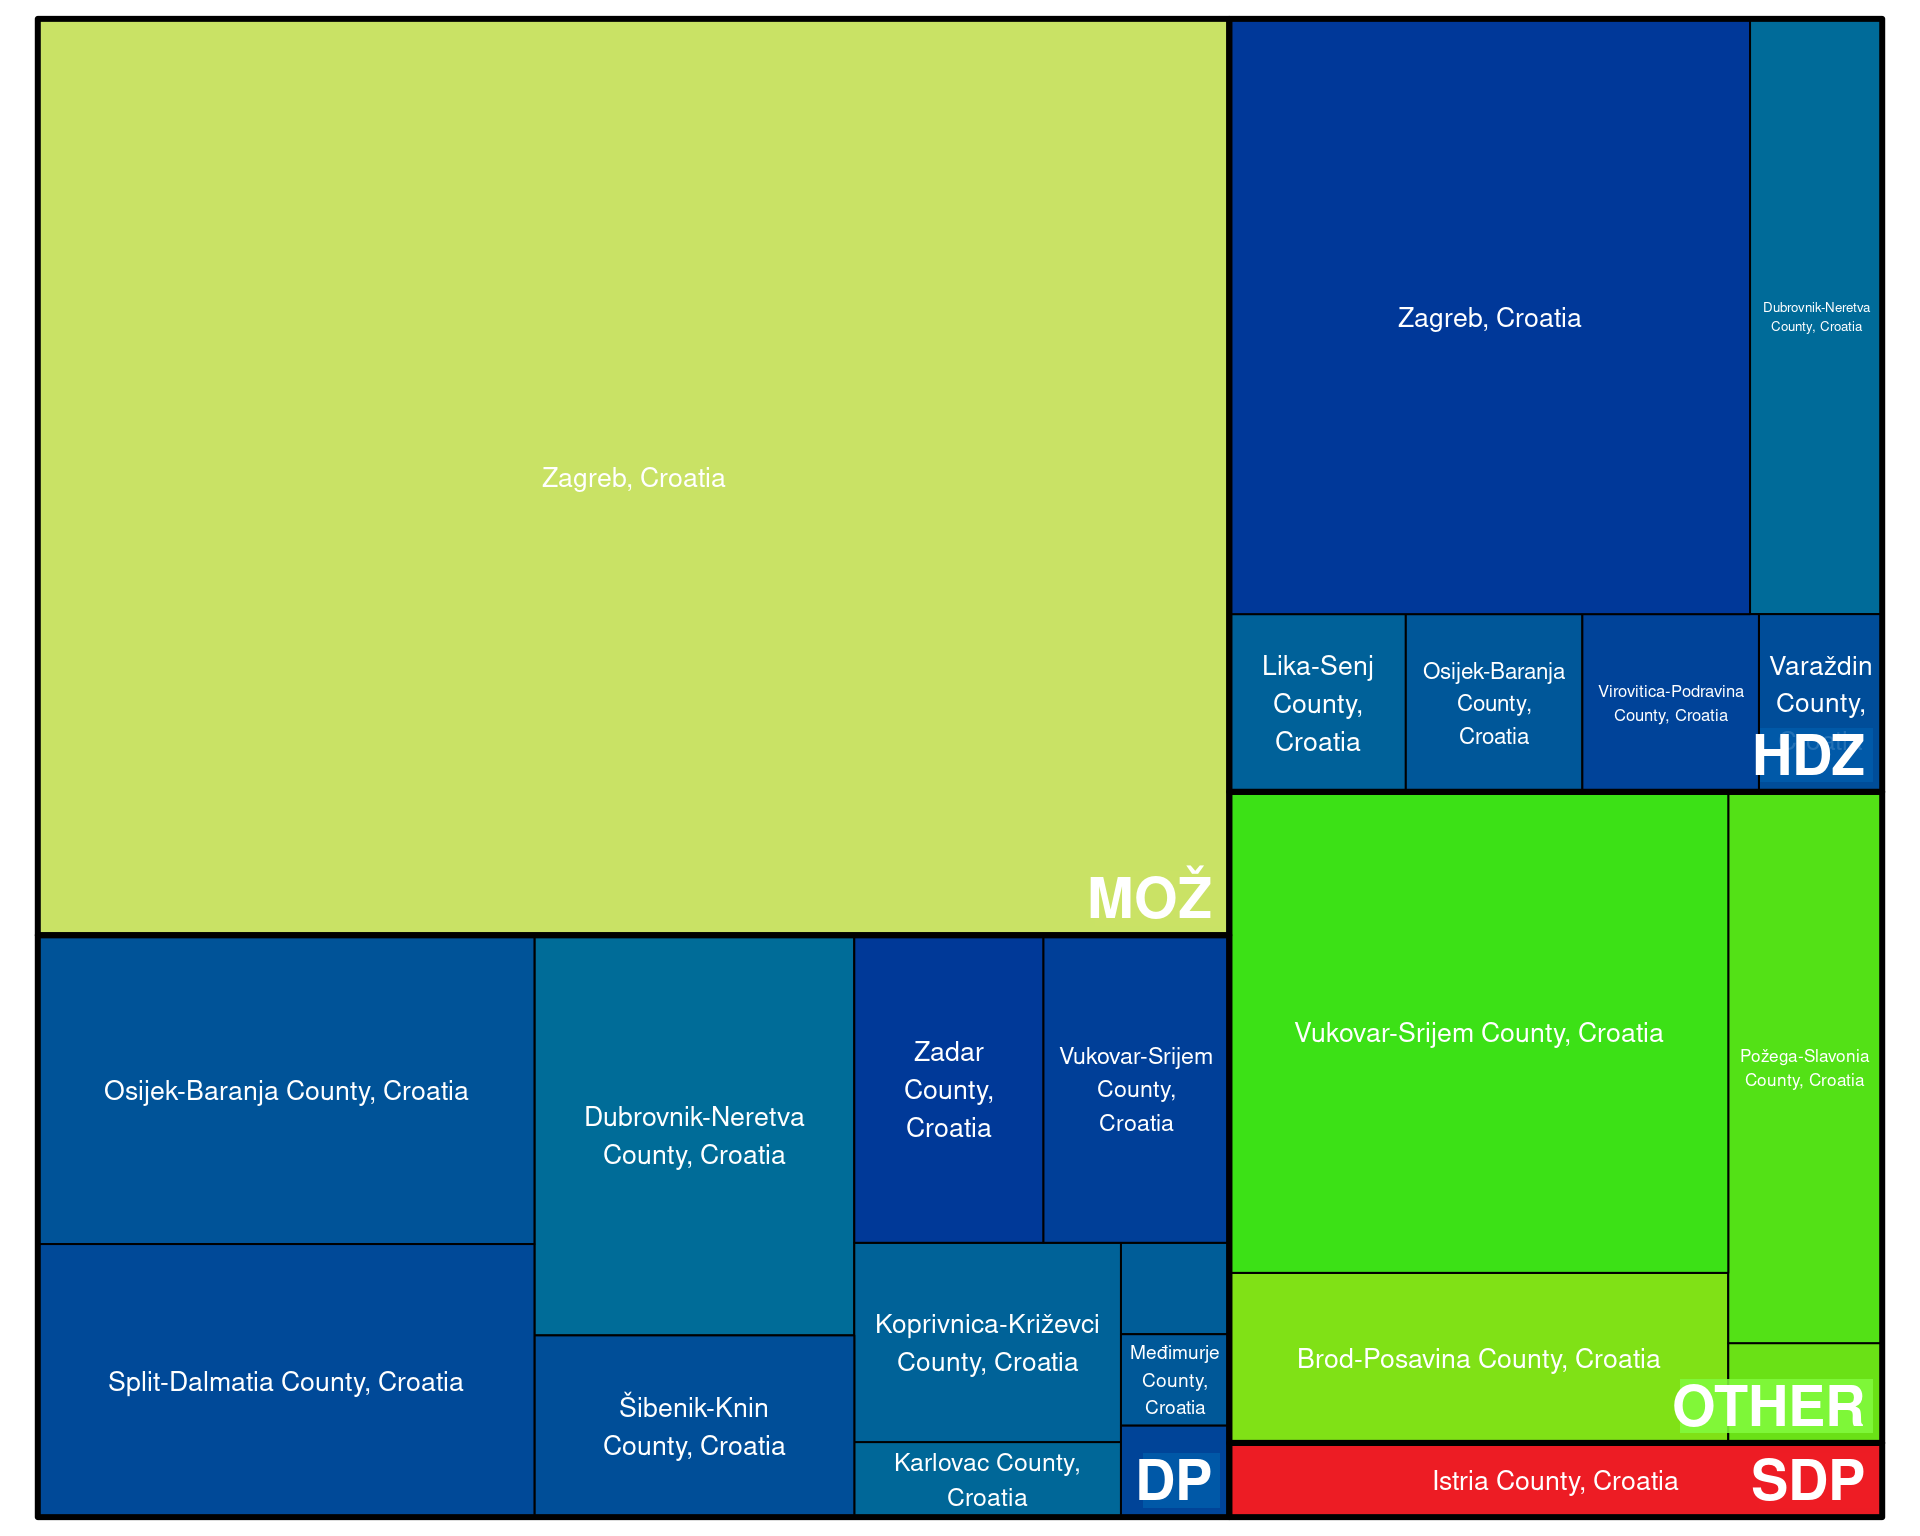 Zagreb, Croatia
MOŽ
Zagreb, Croatia
Dubrovnik-Neretva
County, Croatia
Lika-Senj
County,
Croatia
Osijek-Baranja
County,
Croatia
Virovitica-Podravina
County, Croatia
Varaždin
County,
HDZ
Osijek-Baranja County, Croatia
Split-Dalmatia County, Croatia
Dubrovnik-Neretva
County, Croatia
Šibenik-Knin
County, Croatia
Zadar
County,
Croatia
Vukovar-Srijem
County,
Croatia
Koprivnica-Križevci
County, Croatia
Karlovac County,
Croatia
Međimurje
County,
Croatia
DP
Vukovar-Srijem County, Croatia
Požega-Slavonia
County, Croatia
Brod-Posavina County, Croatia
OTHER
Istria County, Croatia
SDP